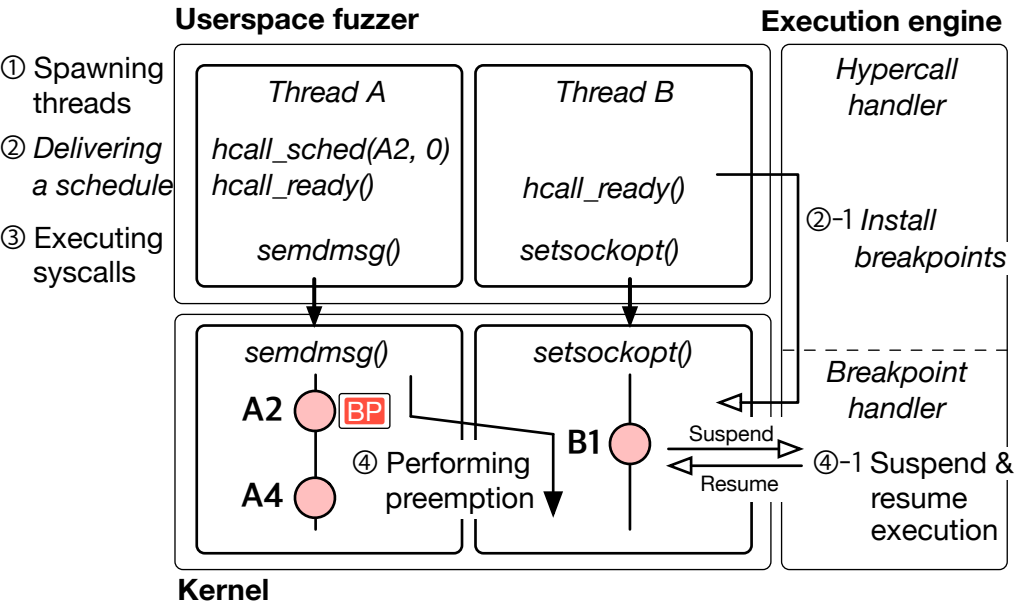 Userspace fuzzer
Execution engine
① Spawning
threads
② Delivering
a schedule
③ Executing
syscalls
Thread A
hcall_sched(A2, 0)
hcall_ready()
semdmsg()
Thread B
hcall_ready()
setsockopt()
Hypercall
handler
②-1 Install
breakpoints
semdmsg()
A2
BP
A4
④ Performing
preemption
setsockopt()
B1
Suspend
Resume
Breakpoint
handler
④-1 Suspend &
resume
execution
Kernel